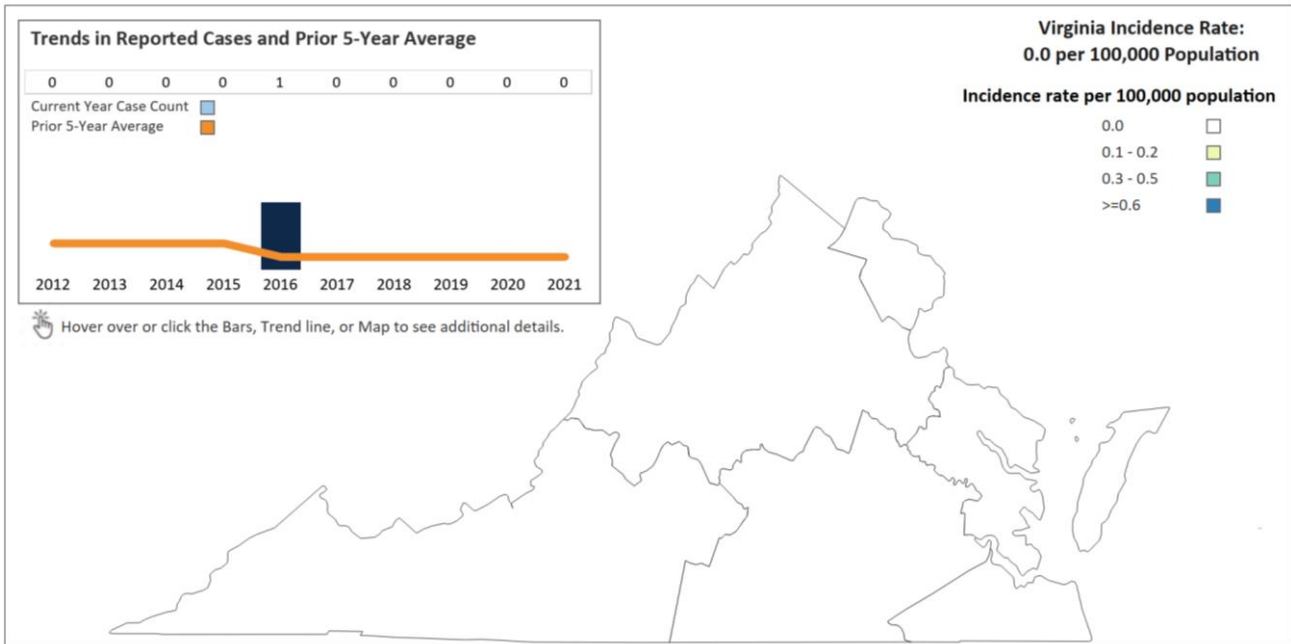 Trends in Reported Cases and Prior 5-Year Average
0 0 0 0 1 0 0 0 0 0
Current Year Case Count
Prior 5-Year Average
2012 2013 2014 2015 2016 2017 2018 2019 2020 2021
Hover over or click the Bars, Trend line, or Map to see additional details.
Virginia Incidence Rate:
0.0 per 100,000 Population
Incidence rate per 100,000 population
0.0
0.1 - 0.2
0.3 - 0.5
>=0.6